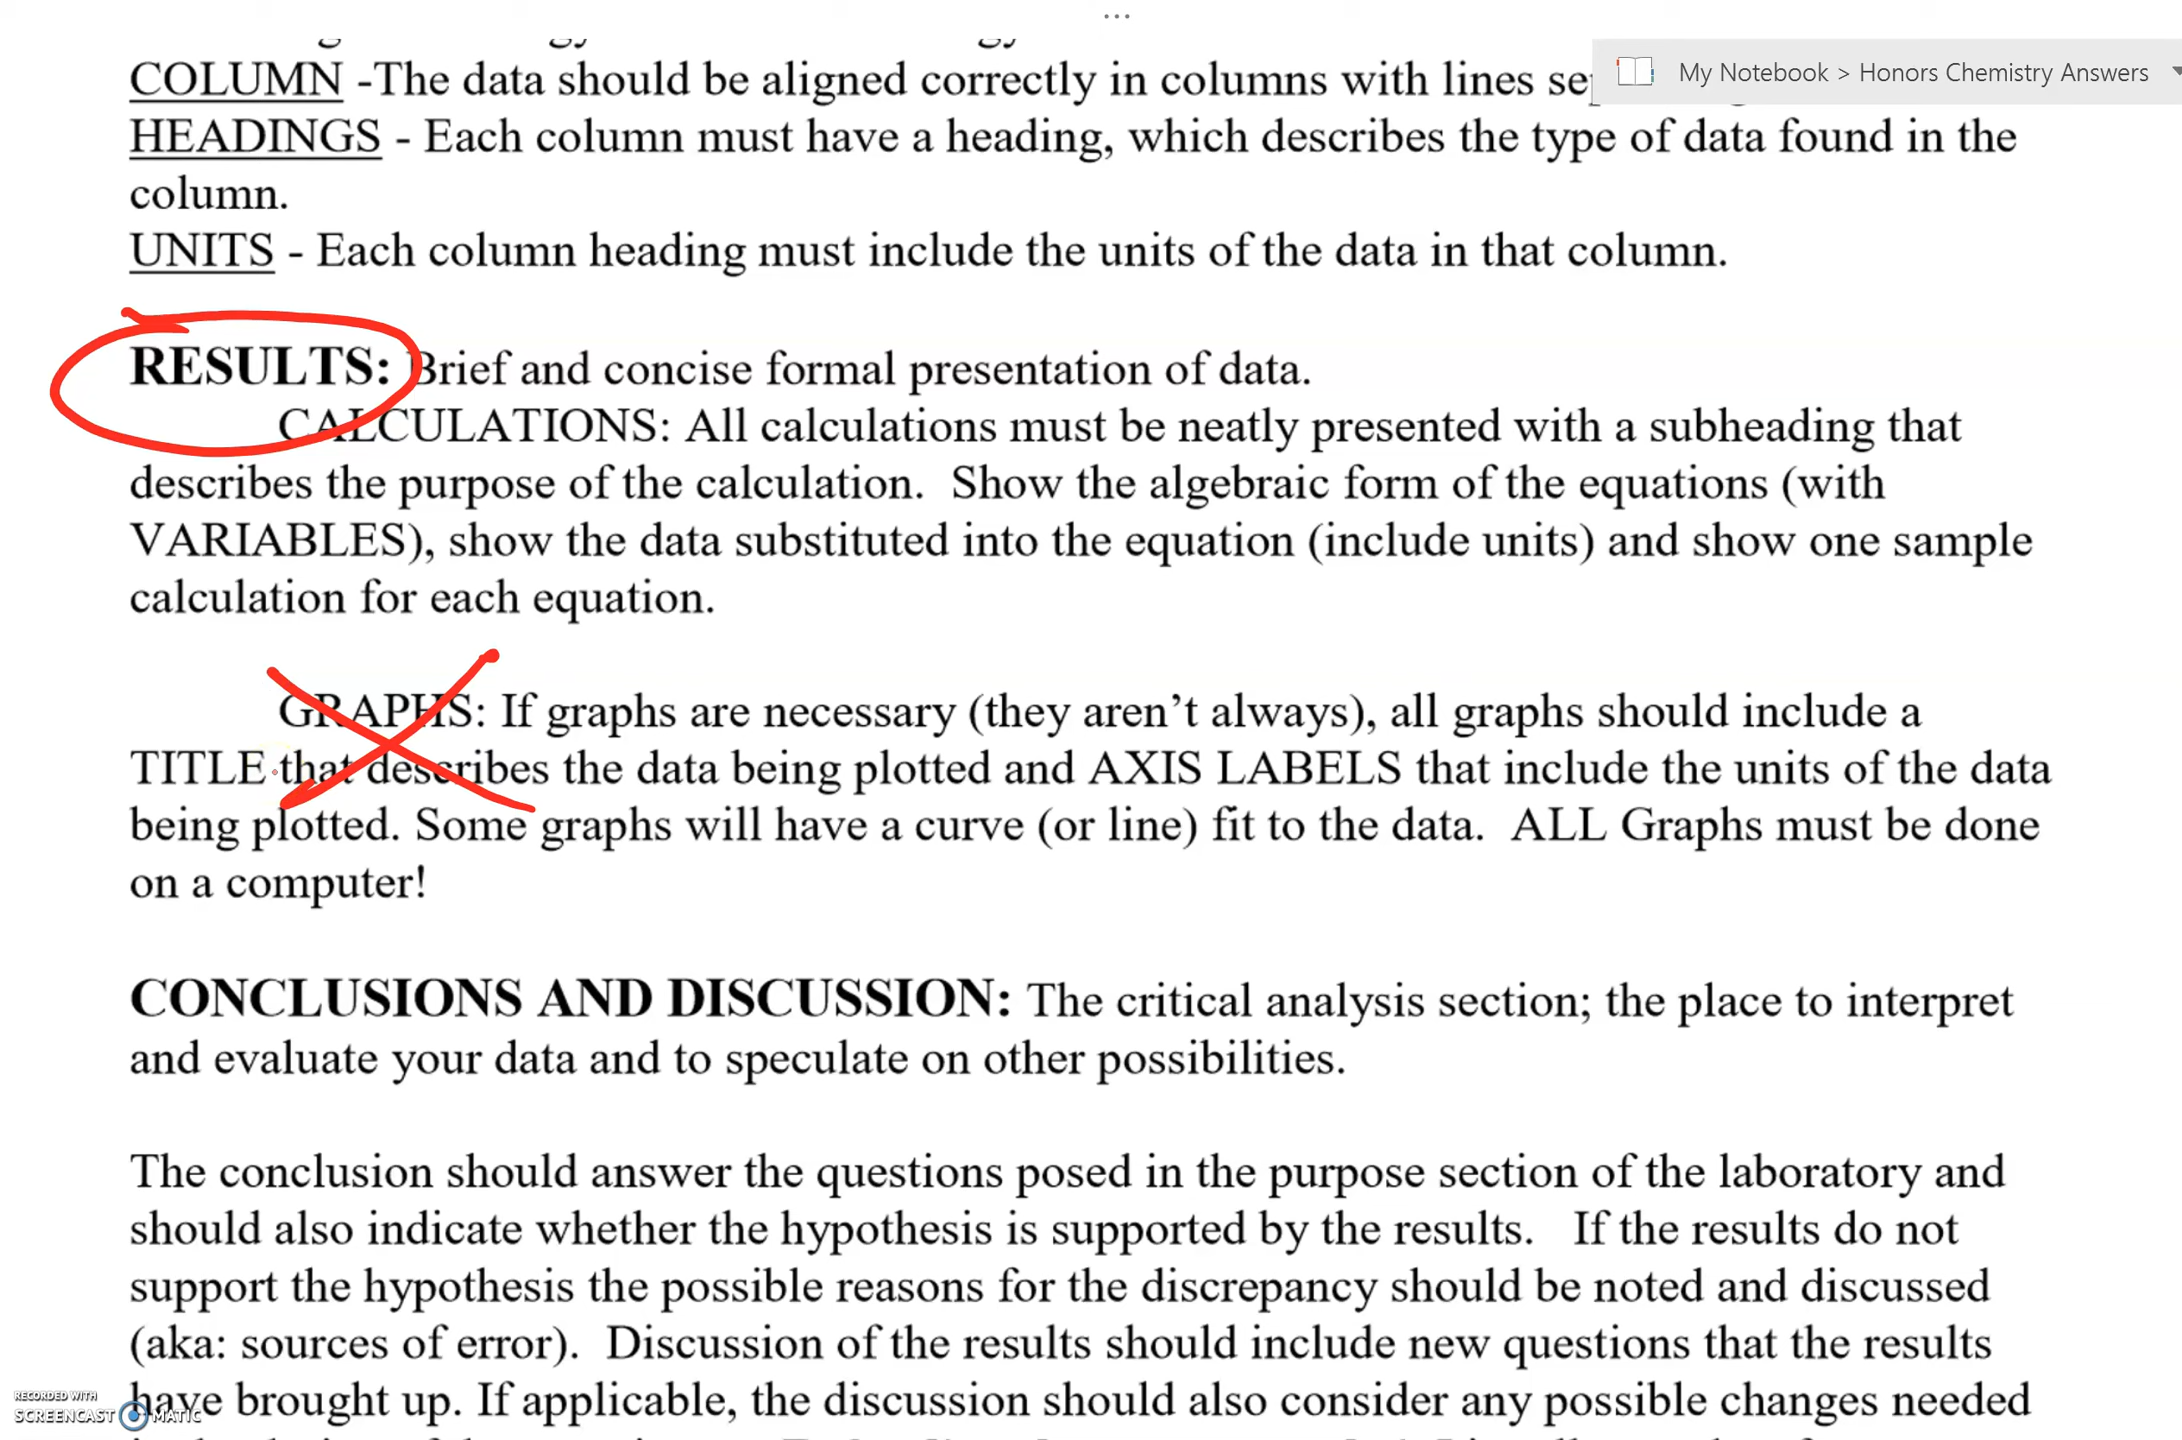 ...
COLUMN -The data should be aligned correctly in columns with lines
My Notebook > Honors Chemistry Answers
HEADINGS - Each column must have a heading, which describes the type of data found in the
column.
UNITS - Each column heading must include the units of the data in that column.
RESULTS: Brief and concise formal presentation of data.
CALCULATIONS: All calculations must be neatly presented with a subheading that
describes the purpose of the calculation.  Show the algebraic form of the equations (with
VARIABLES), show the data substituted into the equation (include units) and show one sample
calculation for each equation.
GRAPHS: If graphs are necessary (they aren’t always), all graphs should include a
TITLE that describes the data being plotted and AXIS LABELS that include the units of the data
being plotted. Some graphs will have a curve (or line) fit to the data.  ALL Graphs must be done
on a computer!
CONCLUSIONS AND DISCUSSION: The critical analysis section; the place to interpret
and evaluate your data and to speculate on other possibilities.
The conclusion should answer the questions posed in the purpose section of the laboratory and
should also indicate whether the hypothesis is supported by the results.   If the results do not
support the hypothesis the possible reasons for the discrepancy should be noted and discussed
(aka: sources of error).  Discussion of the results should include new questions that the results
have brought up. If applicable, the discussion should also consider any possible changes needed
RECORDED WITH
SCREENCAST MATIC